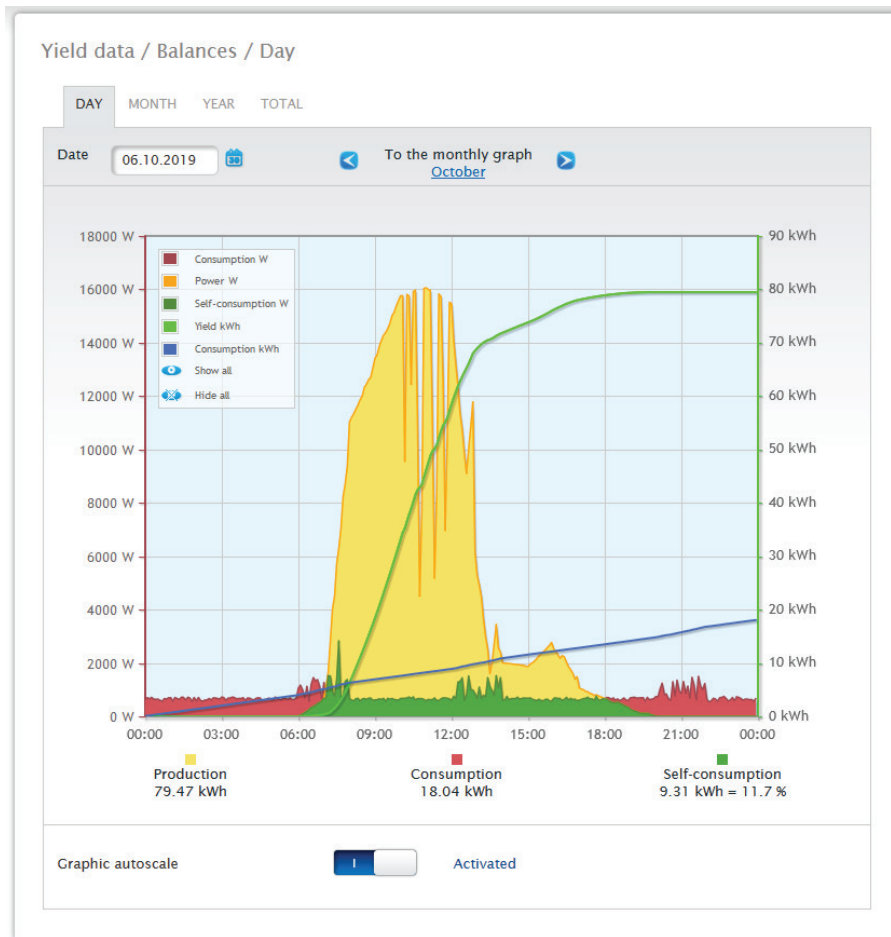 Yield data / Balances / Day
DAY MONTH YEAR TOTAL
Date 06.10.2019 30 To the monthly graph
October
18000 W 90 kWh
Consumption W
Power W
16000 W 80 kWh
Self-consumption W
Yield kWh
14000 W 70 kWh
Consumption kWh
Show all
12000 W 60 kWh
Hide all
10000 W 50 kWh
8000 W 40 kWh
6000 W 30 kWh
4000 W 20 kWh
2000 W 10 kWh
0 W 0 kWh
00:00 03:00 06:00 09:00 12:00 15:00 18:00 21:00 00:00
Production Consumption Self-consumption
79.47 kWh 18.04 kWh 9.31 kWh = 11.7 %
Graphic autoscale I Activated